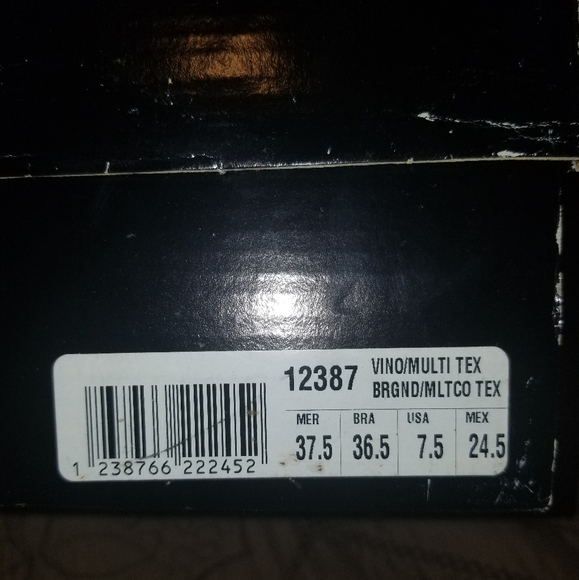 12387 VINO/MULTI TEX
BRGND/MLTCO TEX
MER BRA USA MEX
37.5 36.5 7.5 24.5
1 238766 222452